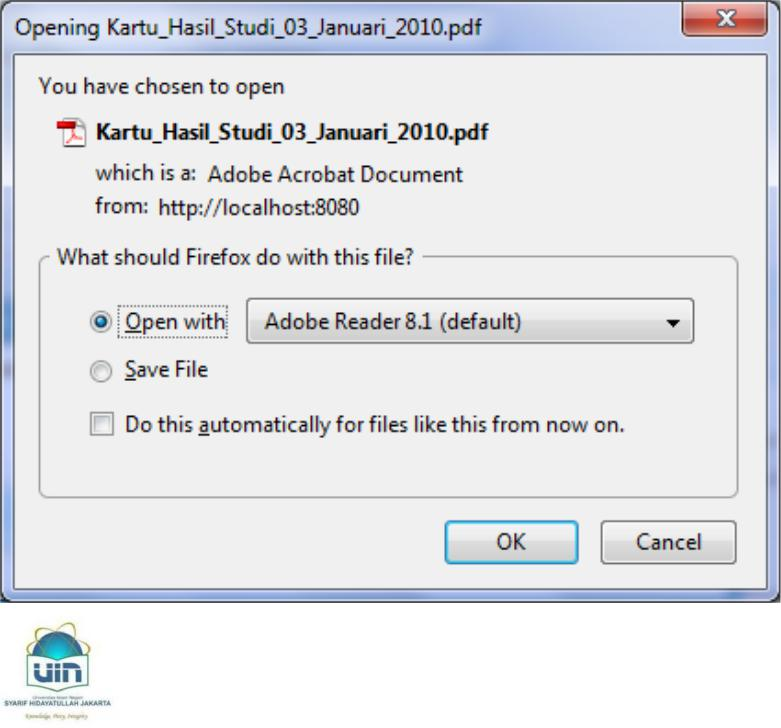 Opening Kartu_Hasil_Studi_03_Januari_2010.pdf
You have chosen to open
Kartu_Hasil_Studi_03_Januari_2010.pdf
which is a: Adobe Acrobat Document
from: http://localhost:8080
What should Firefox do with this file?
Open with Adobe Reader 8.1 (default)
Save File
Do this automatically for files like this from now on.
OK Cancel
uin
Universitas Islam Negeri
SYARIF HIDAYATULLAH JAKARTA
Knowledge, Piety, Integrity